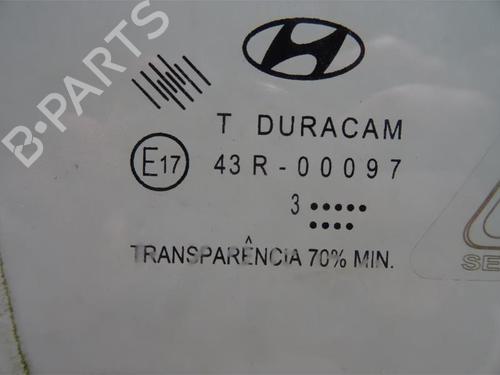 B-PARTS
T DURACAM
E17 43R-00097
3 •••••
••••
TRANSPARÊNCIA 70% MIN.
SE